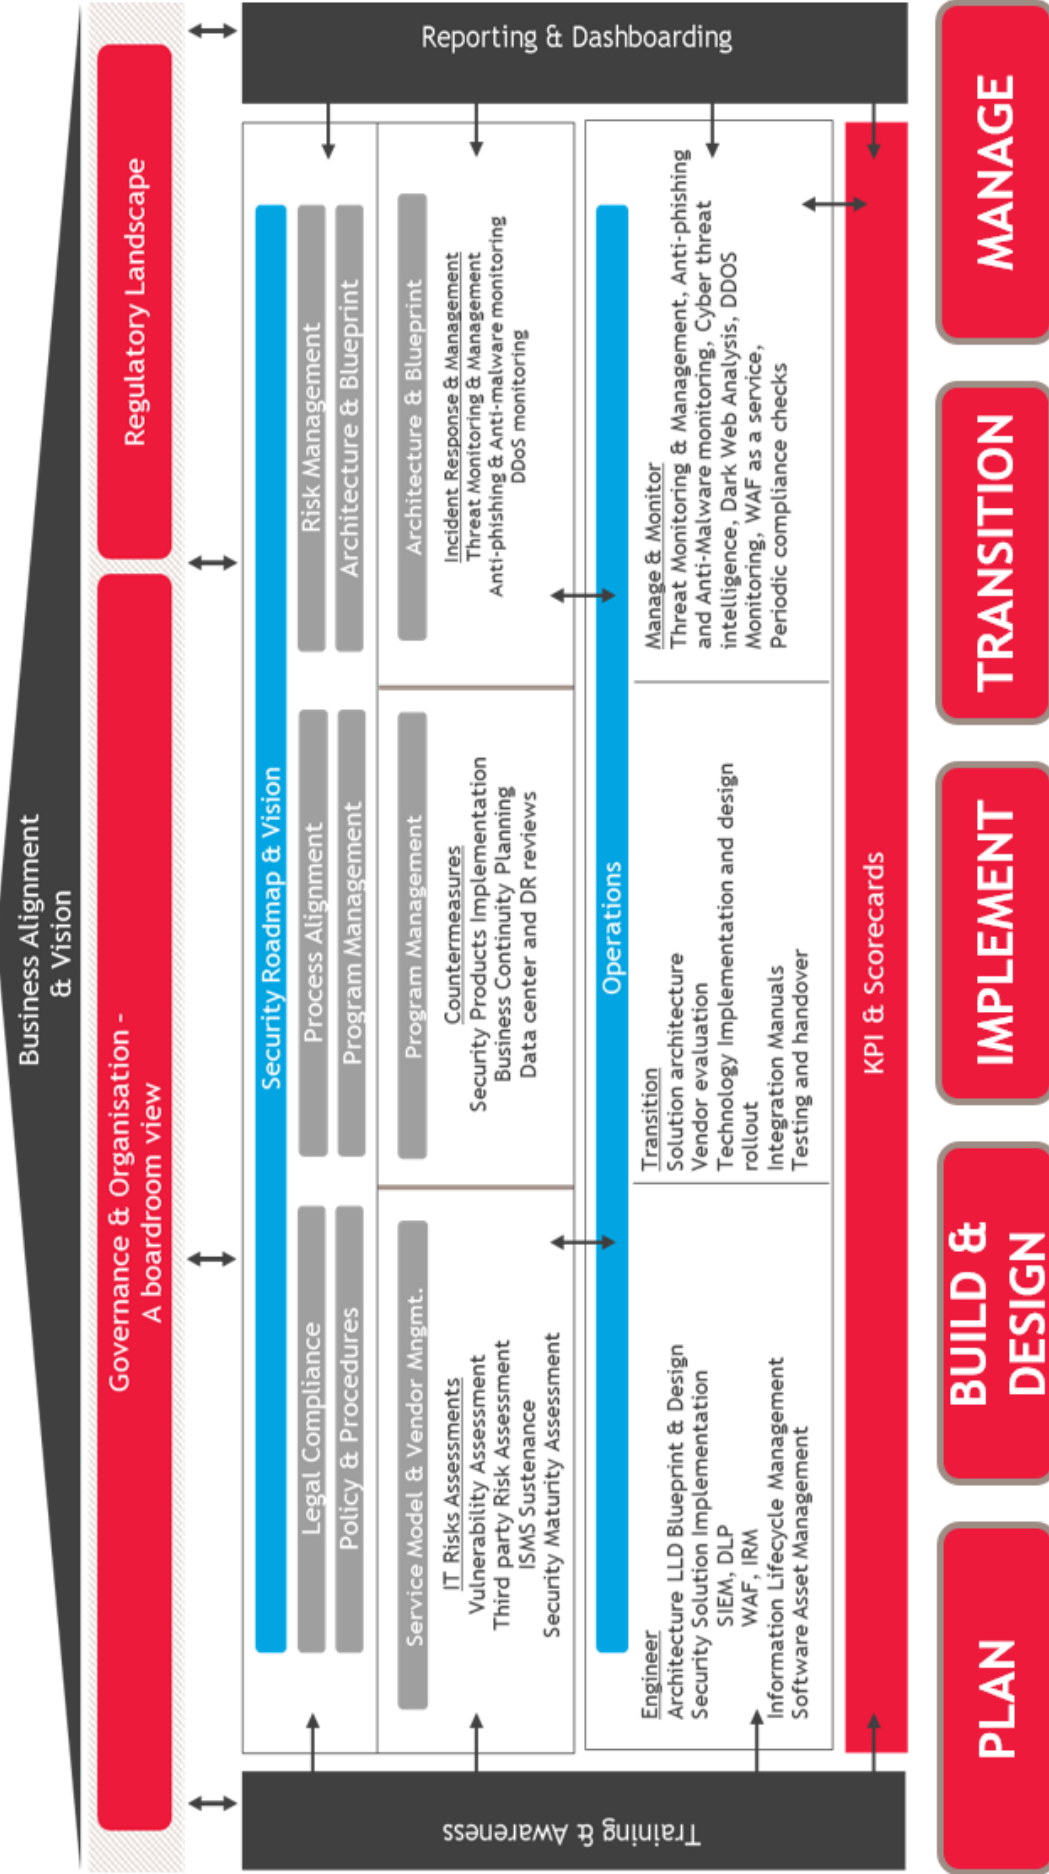 Business Alignment
& Vision
Governance & Organisation -
A boardroom view
Regulatory Landscape
Training & Awareness
Reporting & Dashboarding
Security Roadmap & Vision
Legal Compliance
Process Alignment
Risk Management
Policy & Procedures
Program Management
Architecture & Blueprint
Service Model & Vendor Mngmt.
IT Risks Assessments
Vulnerability Assessment
Third party Risk Assessment
ISMS Sustenance
Security Maturity Assessment
Program Management
Countermeasures
Security Products Implementation
Business Continuity Planning
Data center and DR reviews
Architecture & Blueprint
Incident Response & Management
Threat Monitoring & Management
Anti-phishing & Anti-malware monitoring
DDoS monitoring
Operations
Engineer
Architecture LLD Blueprint & Design
Security Solution Implementation
SIEM, DLP
WAF, IRM
Information Lifecycle Management
Software Asset Management
Transition
Solution architecture
Vendor evaluation
Technology Implementation and design
rollout
Integration Manuals
Testing and handover
Manage & Monitor
Threat Monitoring & Management, Anti-phishing
and Anti-Malware monitoring, Cyber threat
intelligence, Dark Web Analysis, DDOS
Monitoring, WAF as a service,
Periodic compliance checks
KPI & Scorecards
PLAN
BUILD &
DESIGN
IMPLEMENT
TRANSITION
MANAGE